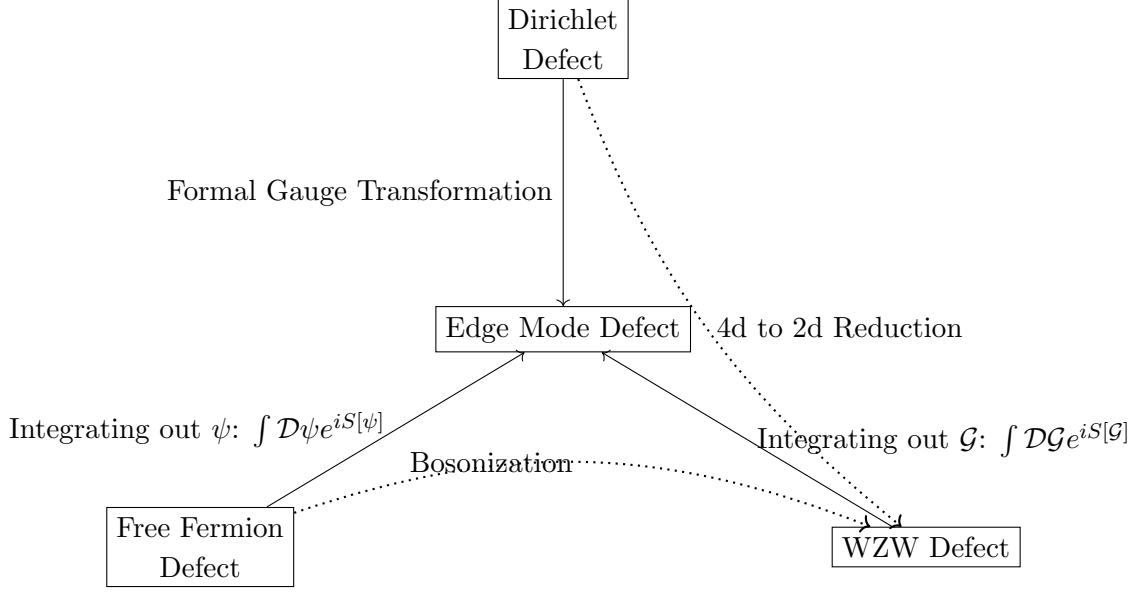 Dirichlet
Defect
Formal Gauge Transformation
Edge Mode Defect
4d to 2d Reduction
Integrating out ψ: ∫ 𝒟ψe^{iS[ψ]}
Integrating out 𝒢: ∫ 𝒟𝒢e^{iS[𝒢]}
Bosonization
Free Fermion
Defect
WZW Defect